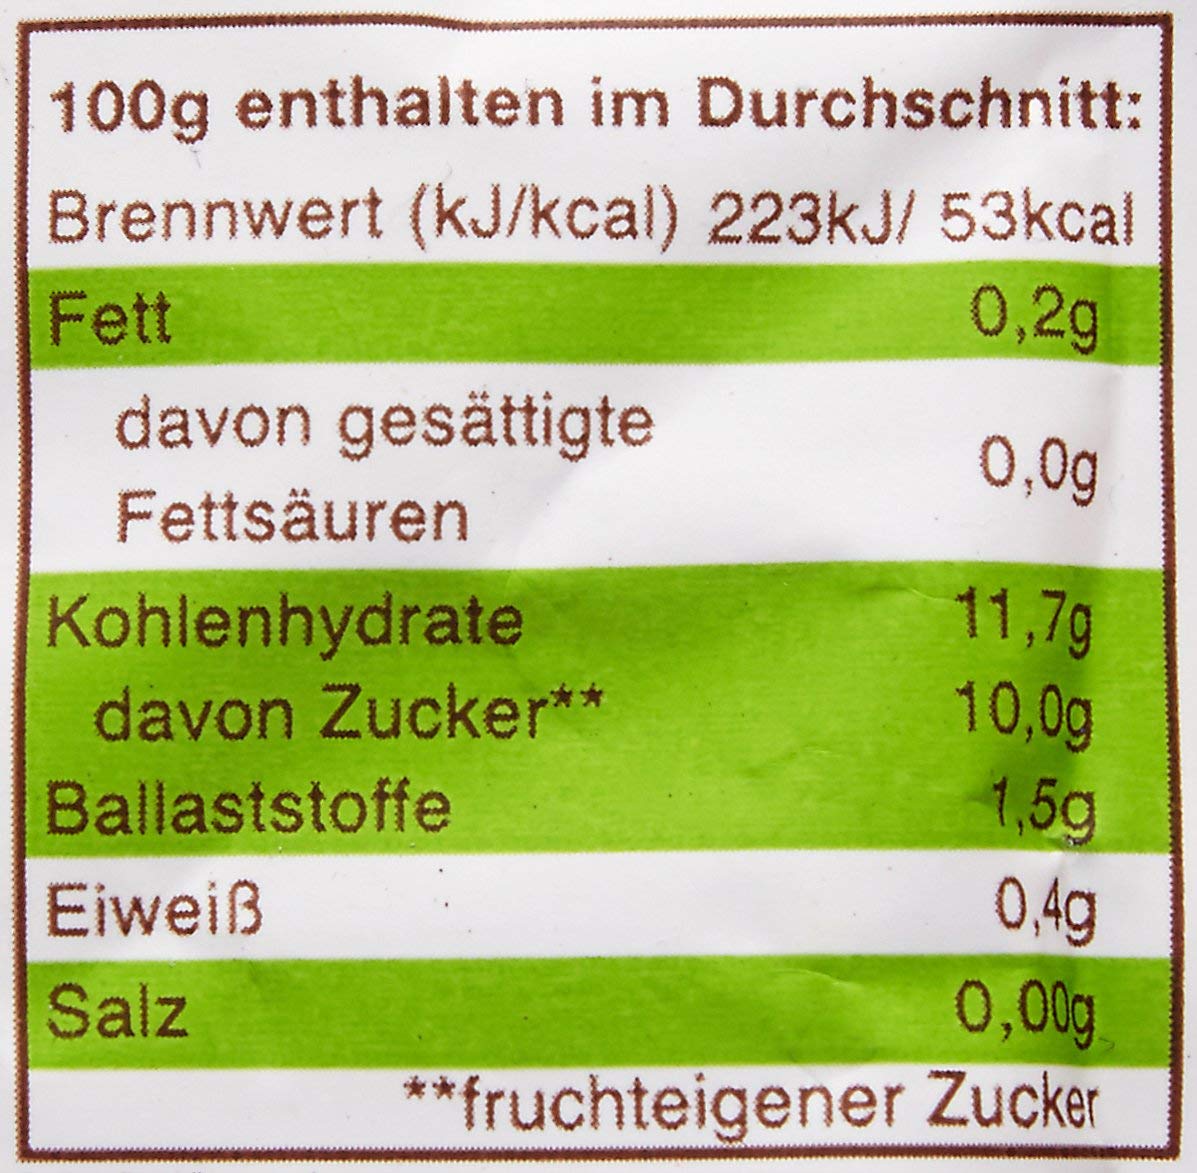 100g enthalten im Durchschnitt:
Brennwert (kJ/kcal) 223kJ/ 53kcal
Fett 0,2g
davon gesättigte
Fettsäuren 0,0g
Kohlenhydrate 11,7g
davon Zucker** 10,0g
Ballaststoffe 1,5g
Eiweiß 0,4g
Salz 0,00g
**fruchteigener Zucker